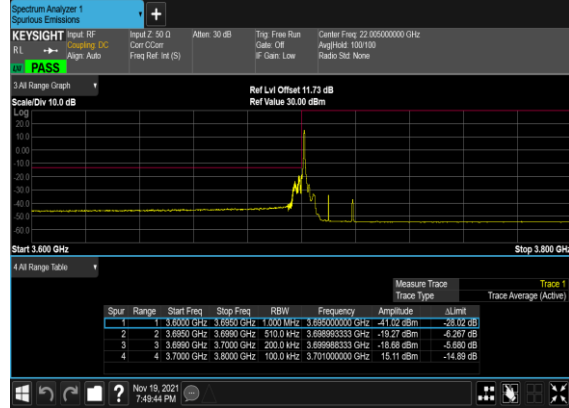 Spectrum Analyzer 1
Spurious Emissions
+
KEYSIGHT Input: RF Input Z: 50 Ω Atten: 30 dB Trig: Free Run Center Freq: 22.005000000 GHz
RL Coupling: DC Corr CCorr Gate: Off Avg|Hold: 100/100
Align: Auto Freq Ref: Int (S) IF Gain: Low Radio Std: None
PASS
3 All Range Graph
Ref Lvl Offset 11.73 dB
Scale/Div 10.0 dB Ref Value 30.00 dBm
Log
20.0
10.0
0.00
-10.0
-20.0
-30.0
-40.0
-50.0
-60.0
Start 3.600 GHz Stop 3.800 GHz
4 All Range Table
Measure Trace Trace 1
Trace Type Trace Average (Active)
Spur Range Start Freq Stop Freq RBW Frequency Amplitude ΔLimit
1 1 3.6000 GHz 3.6950 GHz 1.000 MHz 3.695000000 GHz -41.02 dBm -28.02 dB
2 2 3.6950 GHz 3.6990 GHz 510.0 kHz 3.698993333 GHz -19.27 dBm -6.267 dB
3 3 3.6990 GHz 3.7000 GHz 200.0 kHz 3.699988333 GHz -18.68 dBm -5.680 dB
4 4 3.7000 GHz 3.8000 GHz 100.0 kHz 3.701000000 GHz 15.11 dBm -14.89 dB
? Nov 19, 2021
7:49:44 PM